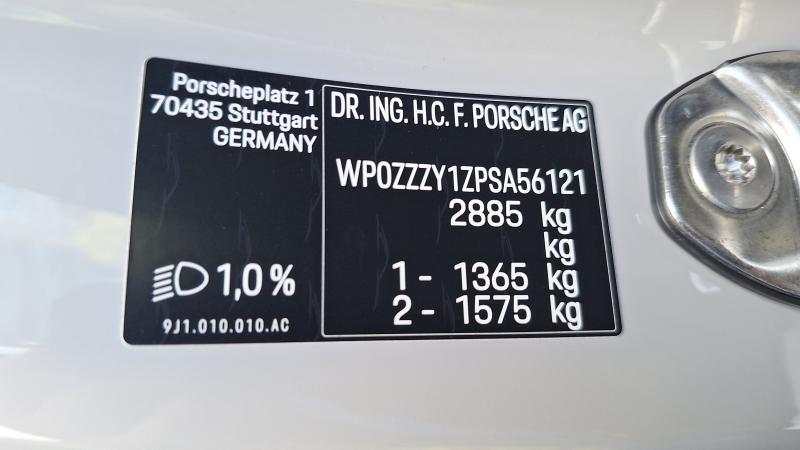 Porscheplatz 1
70435 Stuttgart
GERMANY
1,0 %
9J1.010.010.AC
DR. ING. H.C. F. PORSCHE AG
WP0ZZZY1ZPSA56121
2885 kg
kg
1 - 1365 kg
2 - 1575 kg